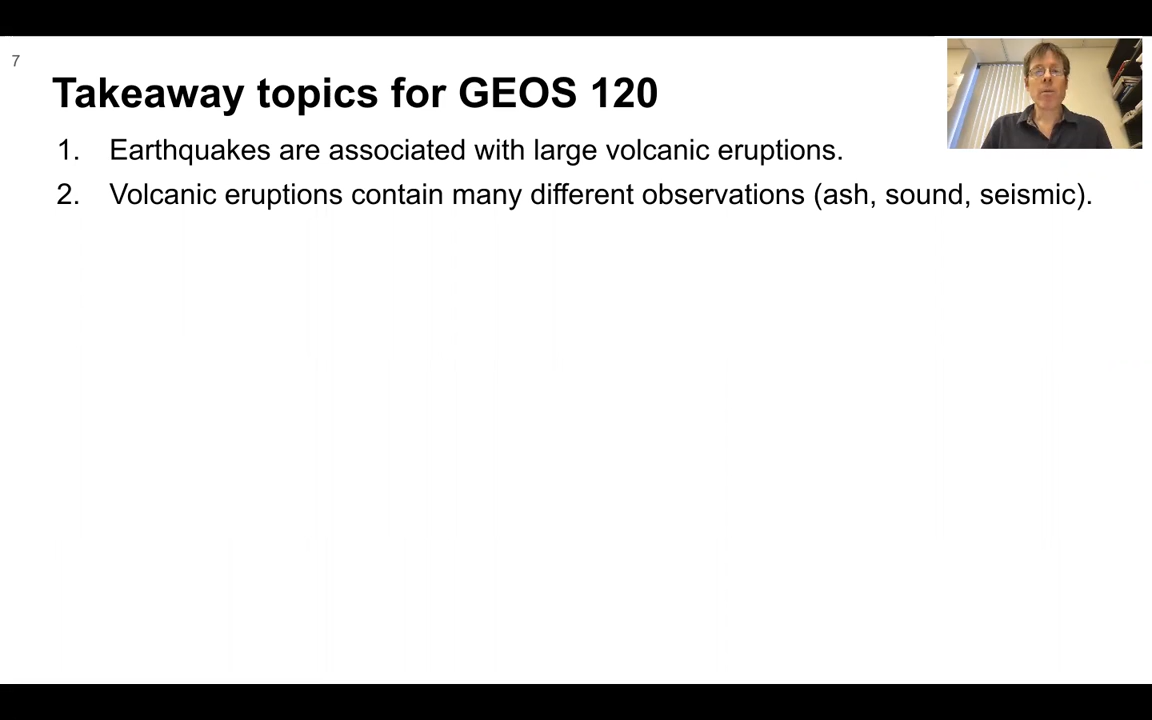 7
Takeaway topics for GEOS 120
1. Earthquakes are associated with large volcanic eruptions.
2. Volcanic eruptions contain many different observations (ash, sound, seismic).